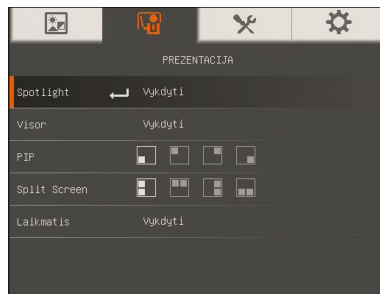 PREZENTACIJA
Spotlight Vykdyti
Visor Vykdyti
PIP
Split Screen
Laikmatis Vykdyti